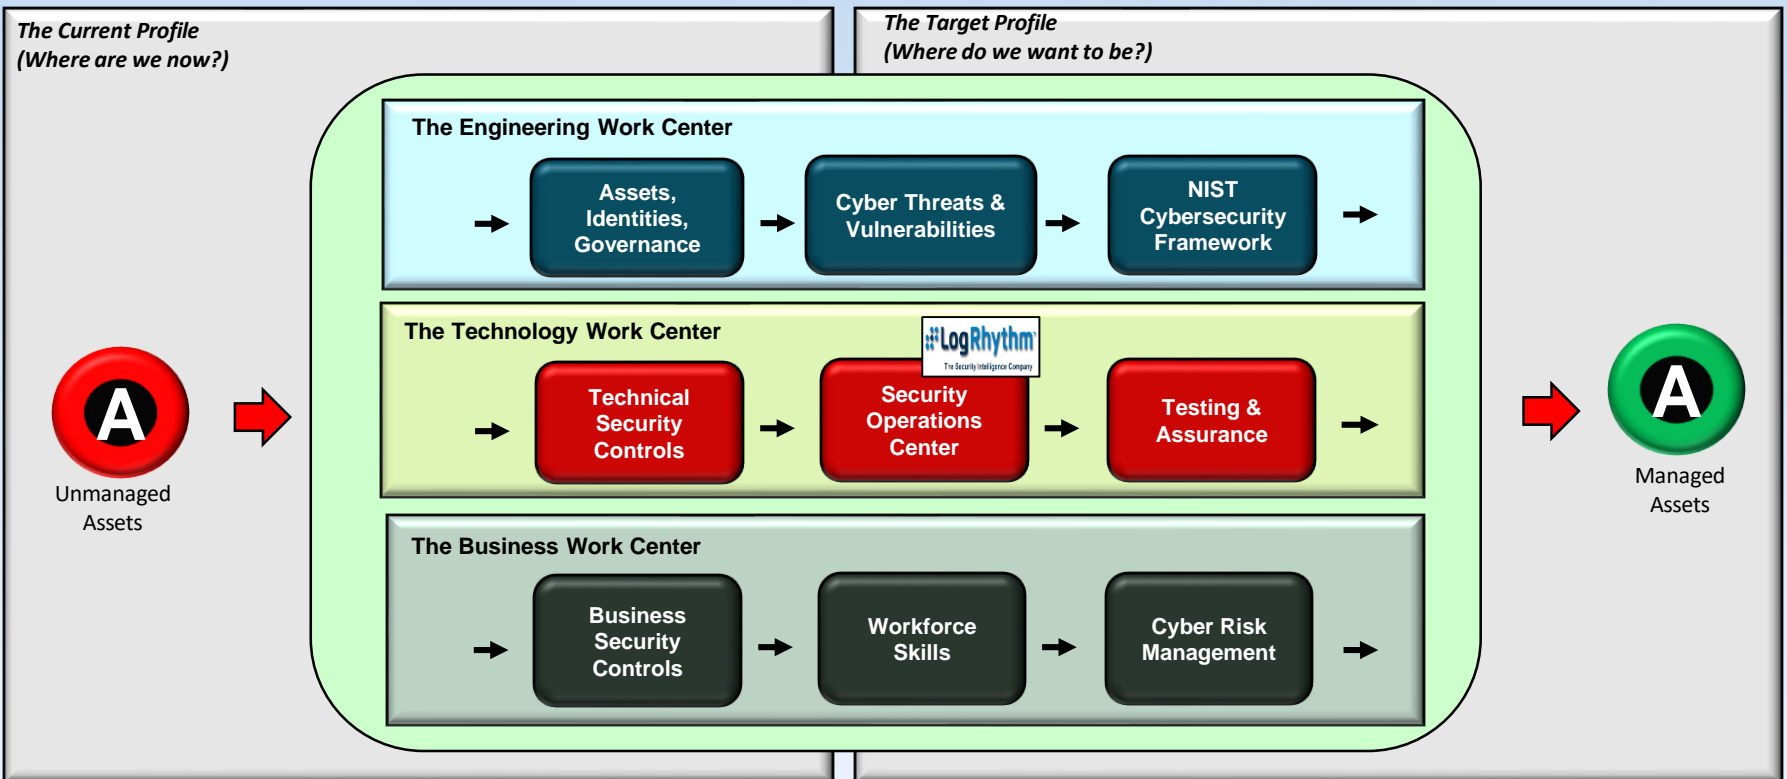 The Current Profile
(Where are we now?)
The Target Profile
(Where do we want to be?)
The Engineering Work Center
Assets,
Identities,
Governance
Cyber Threats &
Vulnerabilities
NIST
Cybersecurity
Framework
The Technology Work Center
LogRhythm
The Security Intelligence Company
Technical
Security
Controls
Security
Operations
Center
Testing &
Assurance
A
Unmanaged
Assets
A
Managed
Assets
The Business Work Center
Business
Security
Controls
Workforce
Skills
Cyber Risk
Management